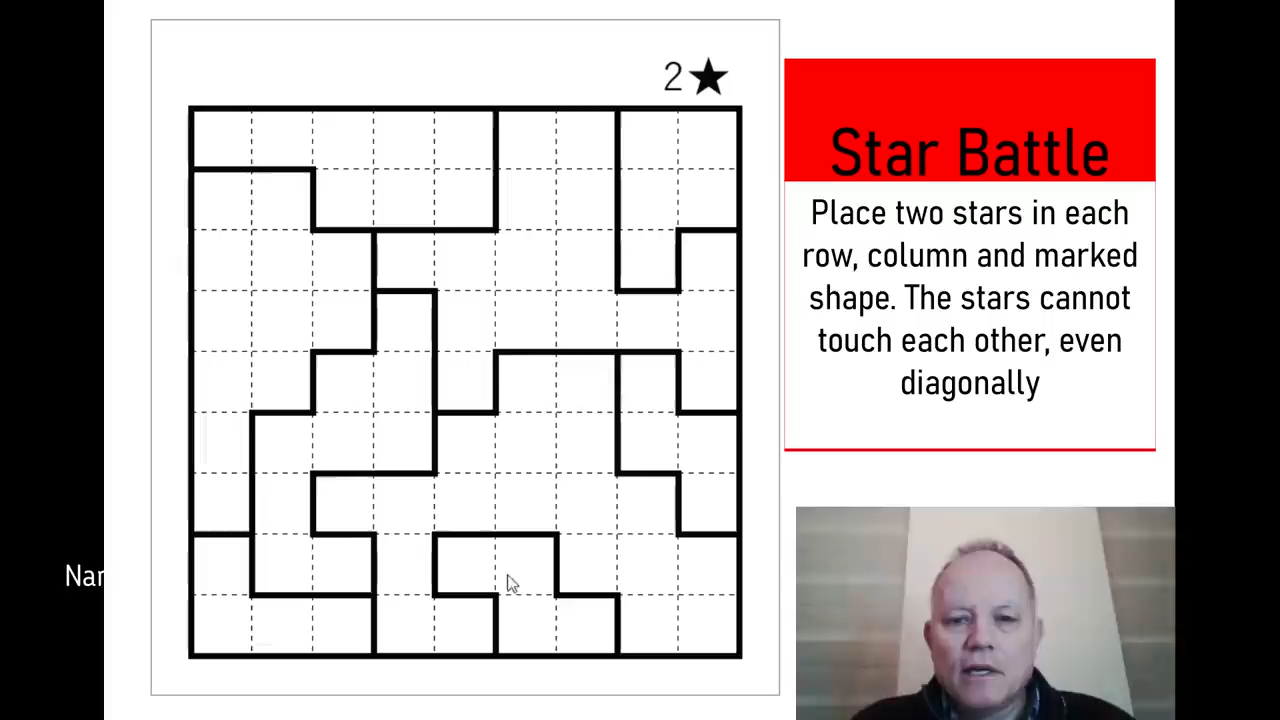 2★
Star Battle
Place two stars in each
row, column and marked
shape. The stars cannot
touch each other, even
diagonally